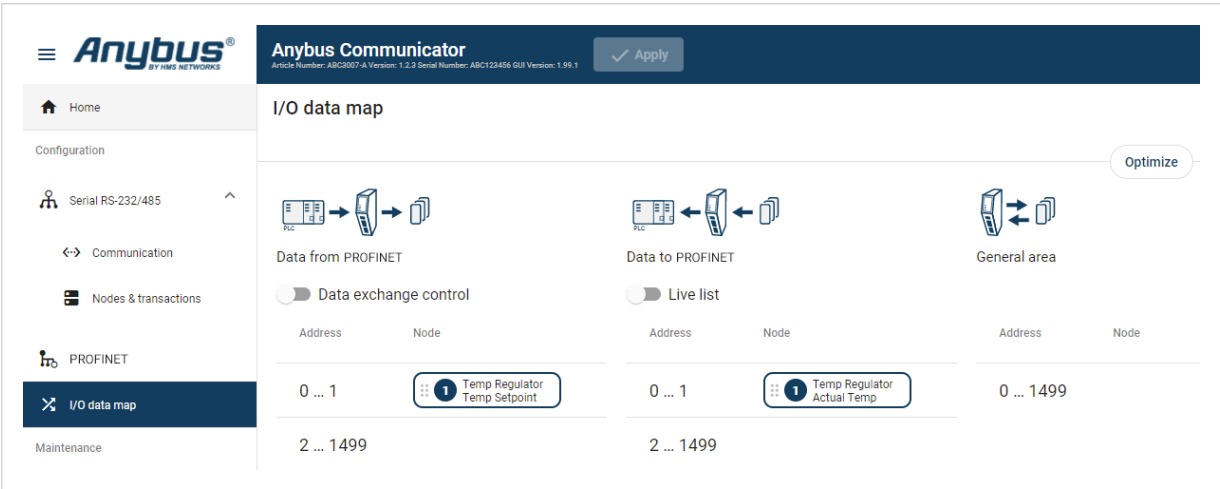 Anybus®
BY HMS NETWORKS
Anybus Communicator
Article Number: ABC3007-A Version: 1.2.3 Serial Number: ABC123456 GUI Version: 1.99.1
Apply
Home
Configuration
Serial RS-232/485
Communication
Nodes & transactions
PROFINET
I/O data map
Maintenance
I/O data map
Optimize
PLC
Data from PROFINET
Data exchange control
Address Node
0 ... 1
1
Temp Regulator
Temp Setpoint
2 ... 1499
PLC
Data to PROFINET
Live list
Address Node
0 ... 1
1
Temp Regulator
Actual Temp
2 ... 1499
General area
Address Node
0 ... 1499